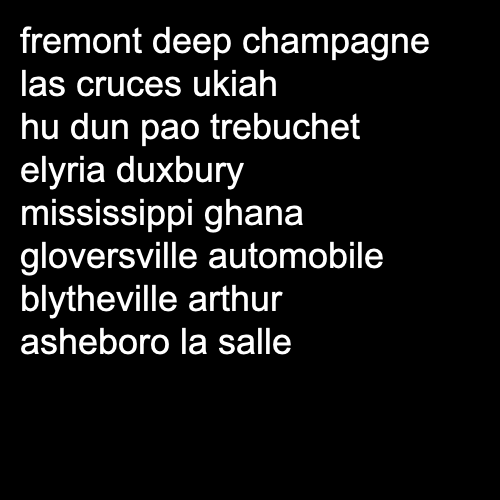 fremont deep champagne
las cruces ukiah
hu dun pao trebuchet
elyria duxbury
mississippi ghana
gloversville automobile
blytheville arthur
asheboro la salle